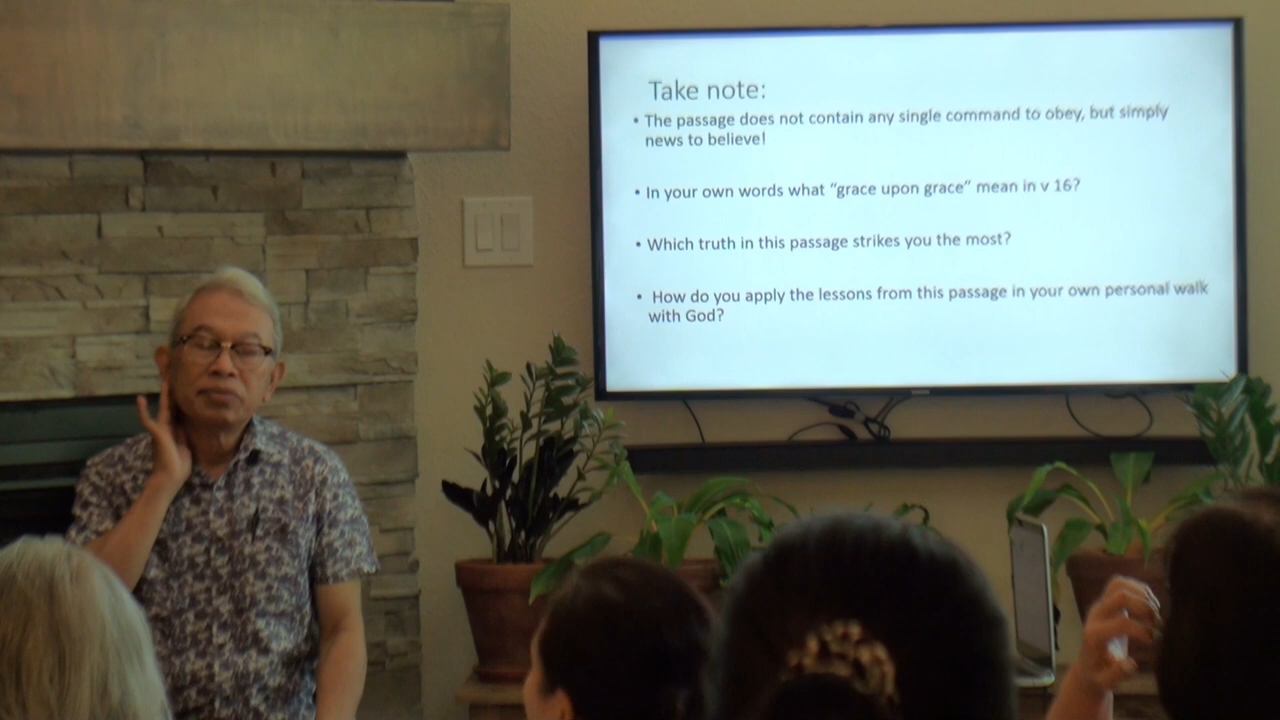 Take note:
• The passage does not contain any single command to obey, but simply
news to believe!
• In your own words what “grace upon grace” mean in v 16?
• Which truth in this passage strikes you the most?
• How do you apply the lessons from this passage in your own personal walk
with God?